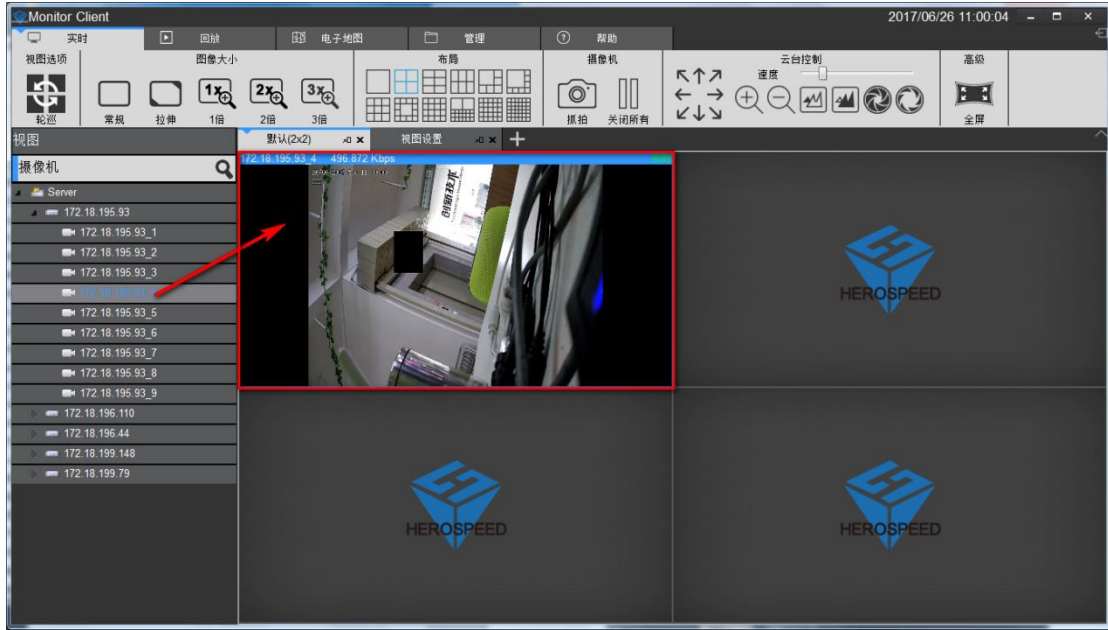 Monitor Client
2017/06/26 11:00:04
实时
回放
电子地图
管理
帮助
视图选项
图像大小
布局
摄像机
云台控制
高级
速度
1x
2x
3x
轮巡
常规
拉伸
1倍
2倍
3倍
抓拍
关闭所有
全屏
视图
默认(2x2)
视图设置
摄像机
172.18.195.93_4 496.872 Kbps
Server
172.18.195.93
172.18.195.93_1
172.18.195.93_2
172.18.195.93_3
172.18.195.93_5
172.18.195.93_6
172.18.195.93_7
172.18.195.93_8
172.18.195.93_9
172.18.196.110
172.18.196.44
172.18.199.148
172.18.199.79
创新技术
HEROSPEED
HEROSPEED
HEROSPEED